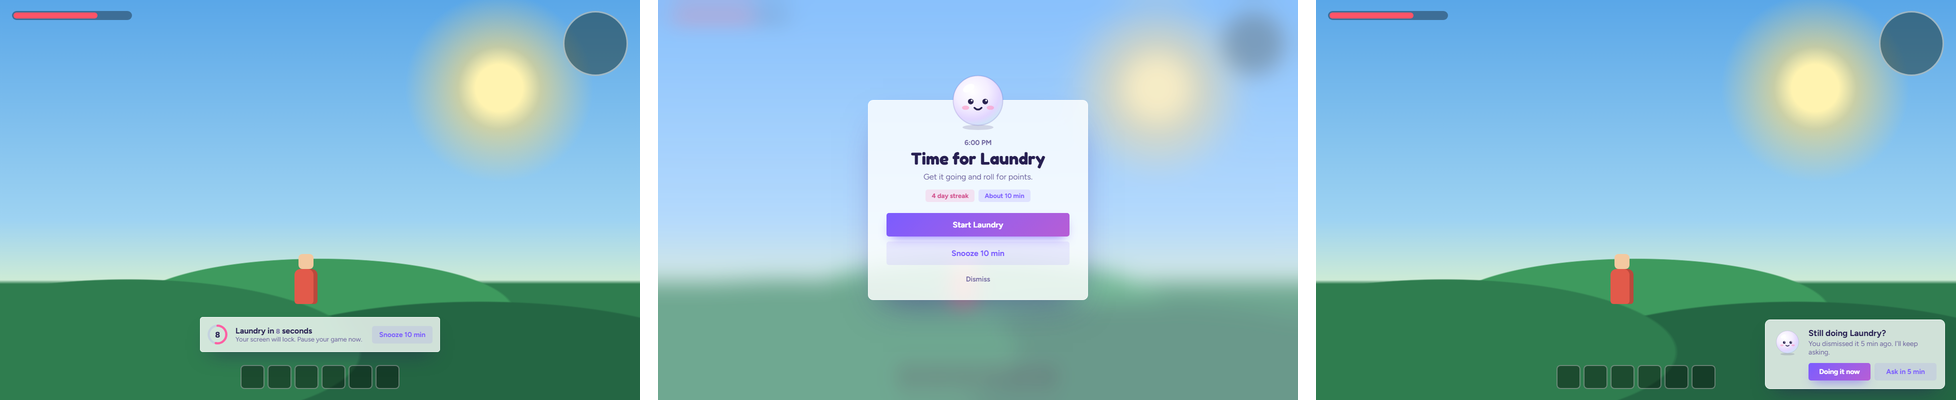 8
Laundry in 8 seconds
Your screen will lock. Pause your game now.
Snooze 10 min
6:00 PM
Time for Laundry
Get it going and roll for points.
4 day streak
About 10 min
Start Laundry
Snooze 10 min
Dismiss
Still doing Laundry?
You dismissed it 5 min ago. I'll keep
asking.
Doing it now
Ask in 5 min